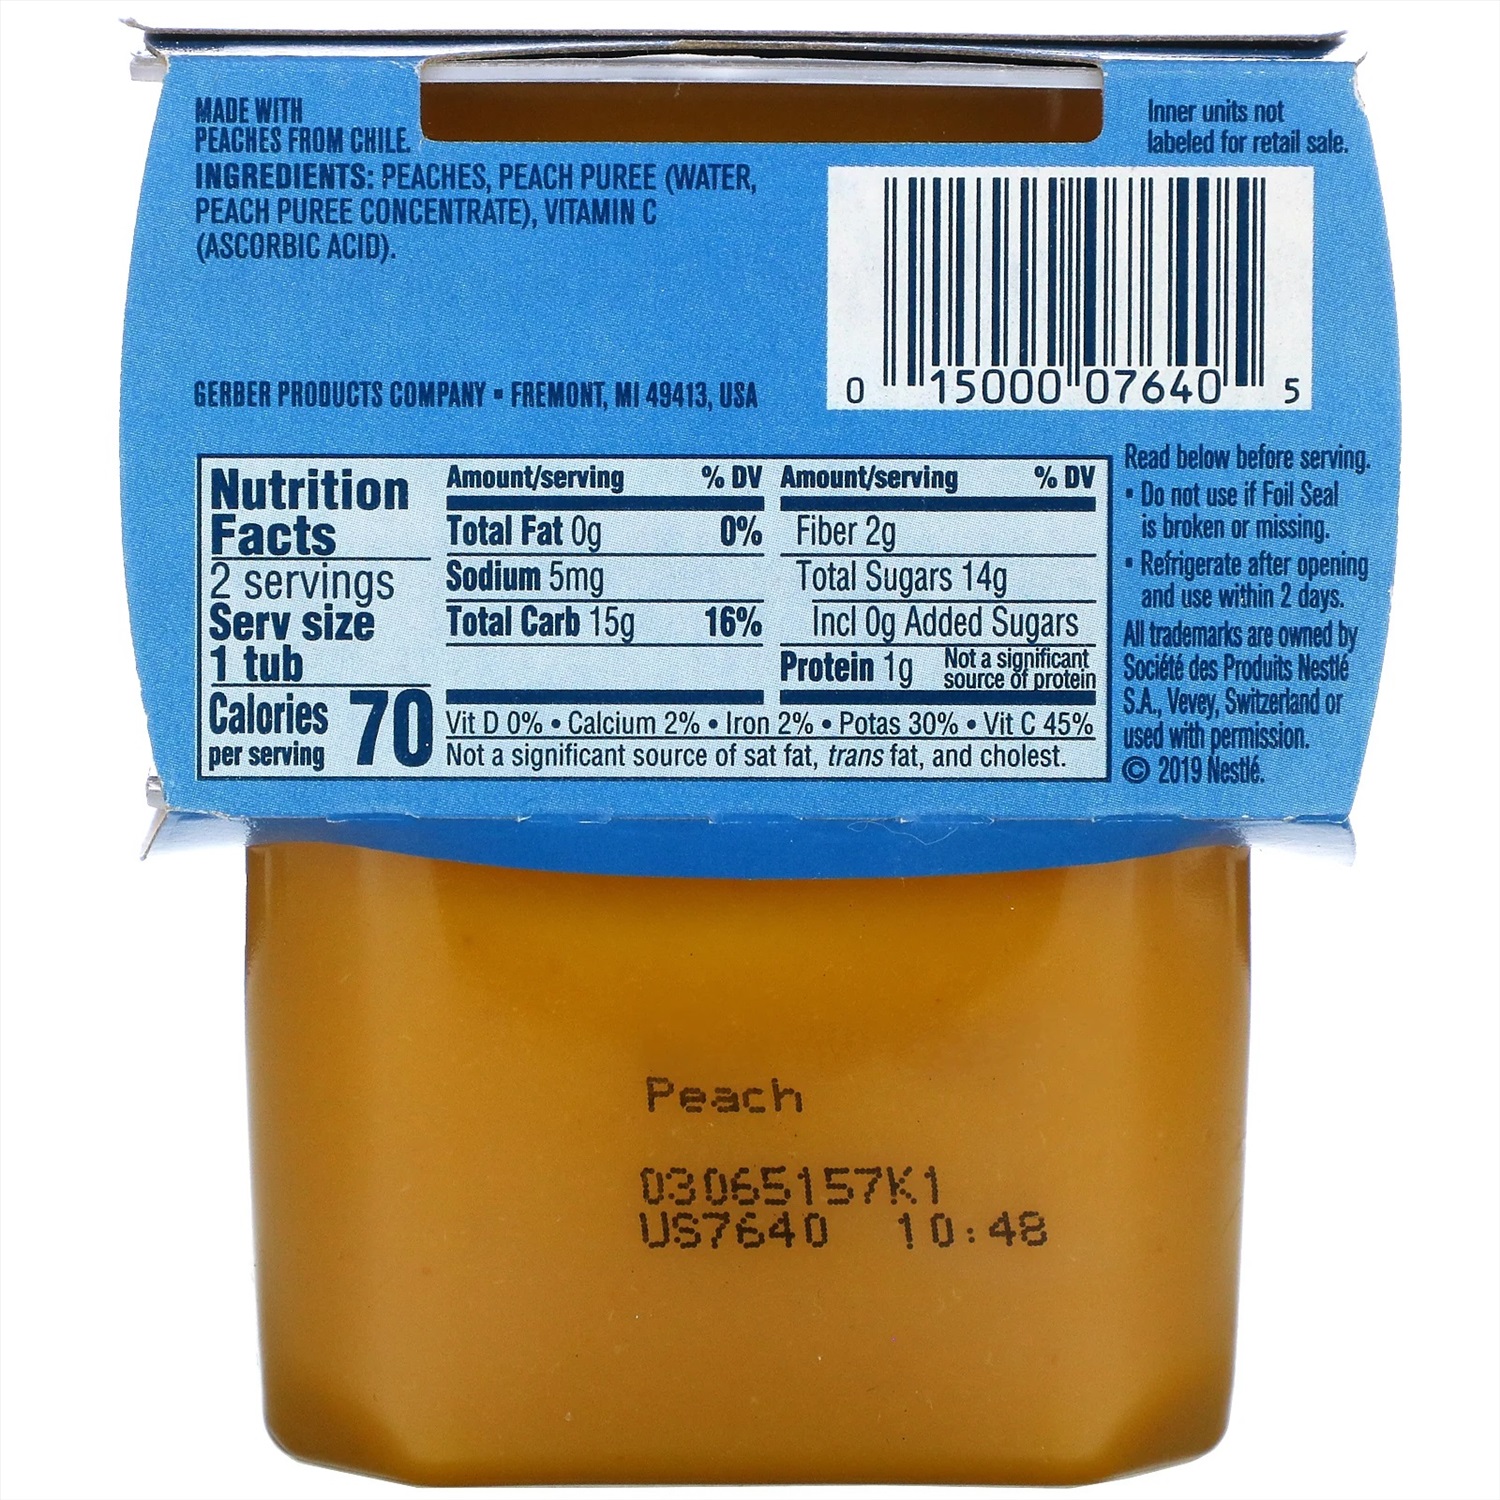 MADE WITH
PEACHES FROM CHILE.
INGREDIENTS: PEACHES, PEACH PUREE (WATER,
PEACH PUREE CONCENTRATE), VITAMIN C
(ASCORBIC ACID).
GERBER PRODUCTS COMPANY ▪ FREMONT, MI 49413, USA
Inner units not
labeled for retail sale.
0 15000 07640 5
Nutrition
Facts
2 servings
Serv size
1 tub
Calories 70
per serving
Amount/serving % DV
Total Fat 0g 0%
Sodium 5mg
Total Carb 15g 16%
Amount/serving % DV
Fiber 2g
Total Sugars 14g
Incl 0g Added Sugars
Protein 1g Not a significant
source of protein
Vit D 0% • Calcium 2% • Iron 2% • Potas 30% • Vit C 45%
Not a significant source of sat fat, trans fat, and cholest.
Read below before serving.
• Do not use if Foil Seal
is broken or missing.
• Refrigerate after opening
and use within 2 days.
All trademarks are owned by
Société des Produits Nestlé
S.A., Vevey, Switzerland or
used with permission.
© 2019 Nestlé.
Peach
03065157K1
US7640 10:48